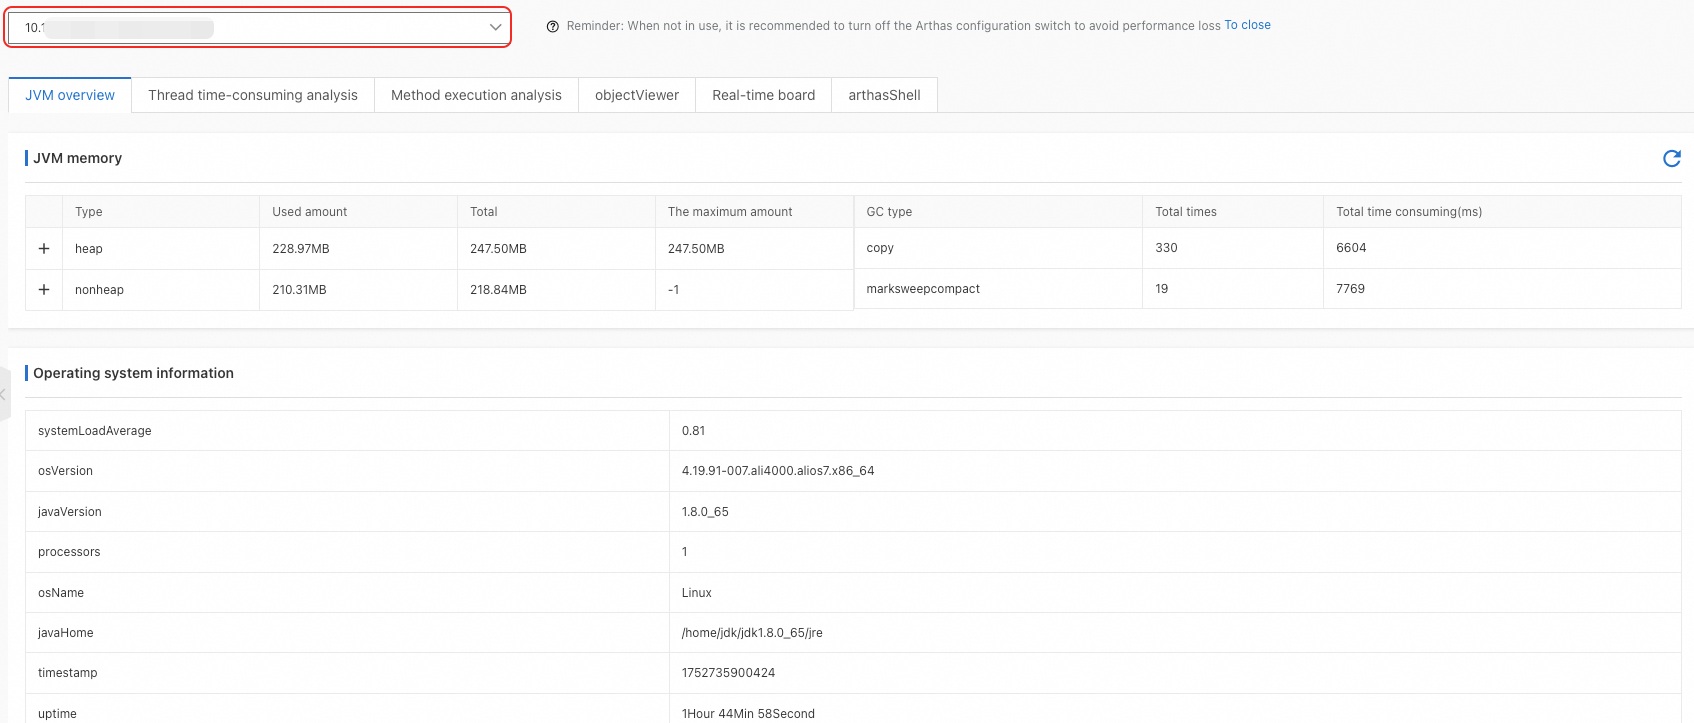 10.1
Reminder: When not in use, it is recommended to turn off the Arthas configuration switch to avoid performance loss To close
JVM overview Thread time-consuming analysis Method execution analysis objectViewer Real-time board arthasShell
JVM memory
Type Used amount Total The maximum amount GC type Total times Total time consuming(ms)
+ heap 228.97MB 247.50MB 247.50MB copy 330 6604
+ nonheap 210.31MB 218.84MB -1 marksweepcompact 19 7769
Operating system information
systemLoadAverage 0.81
osVersion 4.19.91-007.ali4000.alios7.x86_64
javaVersion 1.8.0_65
processors 1
osName Linux
javaHome /home/jdk/jdk1.8.0_65/jre
timestamp 1752735900424
uptime 1Hour 44Min 58Second